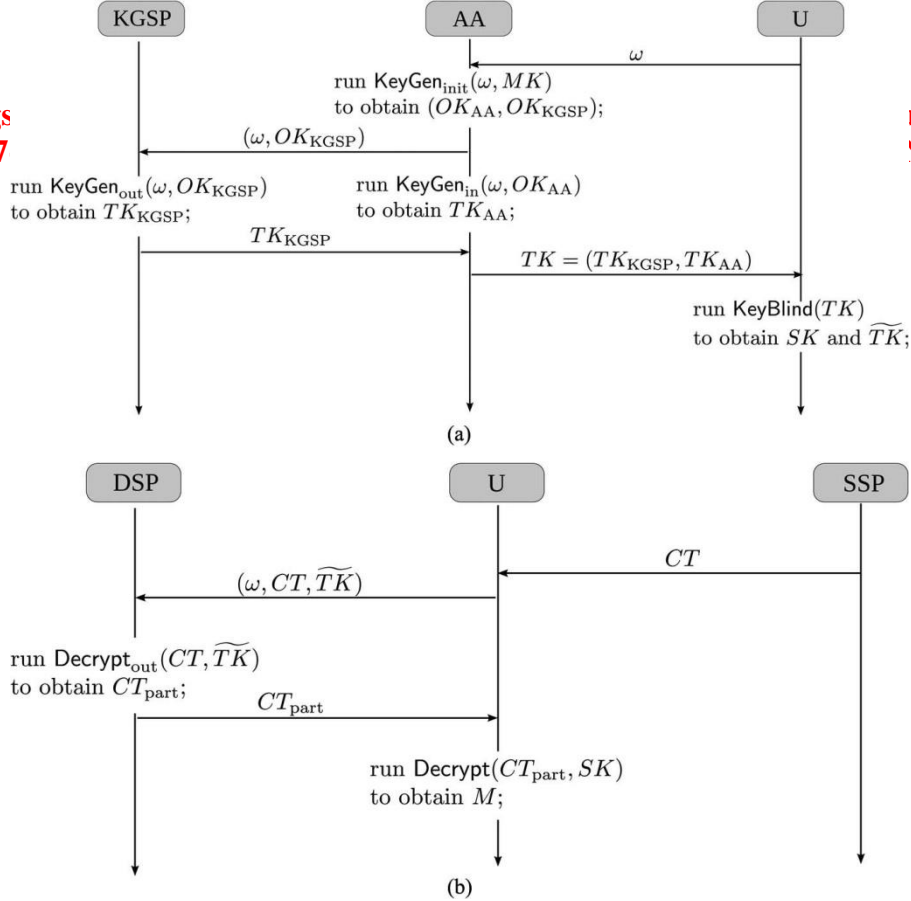 KGSP AA U
ω
run KeyGen_init(ω, MK)
to obtain (OK_AA, OK_KGSP);
(ω, OK_KGSP)
run KeyGen_out(ω, OK_KGSP)
to obtain TK_KGSP;
run KeyGen_in(ω, OK_AA)
to obtain TK_AA;
TK_KGSP
TK = (TK_KGSP, TK_AA)
run KeyBlind(TK)
to obtain SK and T͠K;
(a)
DSP U SSP
CT
(ω, CT, T͠K)
run Decrypt_out(CT, T͠K)
to obtain CT_part;
CT_part
run Decrypt(CT_part, SK)
to obtain M;
(b)